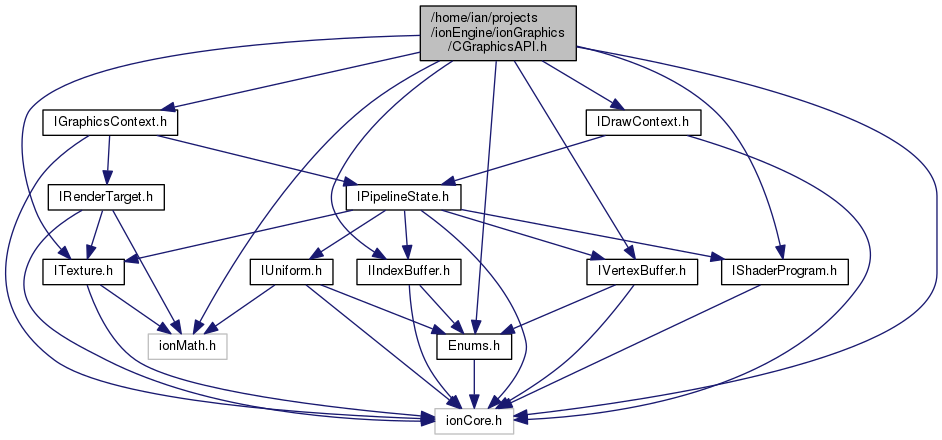 /home/ian/projects
/ionEngine/ionGraphics
/CGraphicsAPI.h
IGraphicsContext.h
IDrawContext.h
IRenderTarget.h
IPipelineState.h
ITexture.h
IUniform.h
IIndexBuffer.h
IVertexBuffer.h
IShaderProgram.h
ionMath.h
Enums.h
ionCore.h